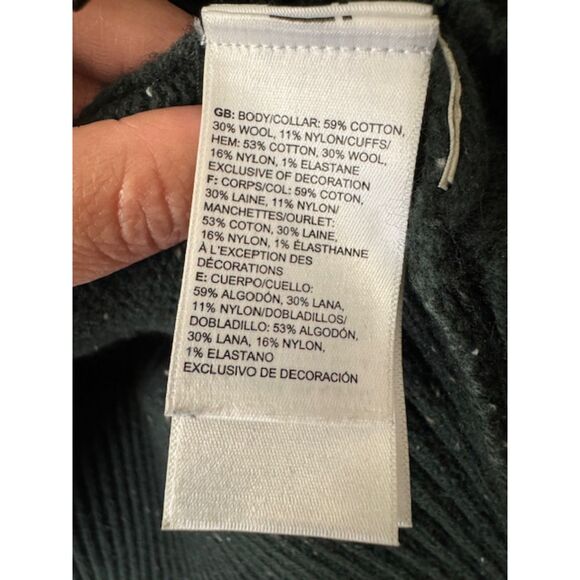 GB: BODY/COLLAR: 59% COTTON,
30% WOOL, 11% NYLON/CUFFS/
HEM: 53% COTTON, 30% WOOL,
16% NYLON, 1% ELASTANE
EXCLUSIVE OF DECORATION
F: CORPS/COL: 59% COTON,
30% LAINE, 11% NYLON/
MANCHETTES/OURLET:
53% COTON, 30% LAINE,
16% NYLON, 1% ÉLASTHANNE
À L'EXCEPTION DES
DÉCORATIONS
E: CUERPO/CUELLO:
59% ALGODÓN, 30% LANA,
11% NYLON/DOBLADILLOS/
DOBLADILLO: 53% ALGODÓN,
30% LANA, 16% NYLON,
1% ELASTANO
EXCLUSIVO DE DECORACIÓN